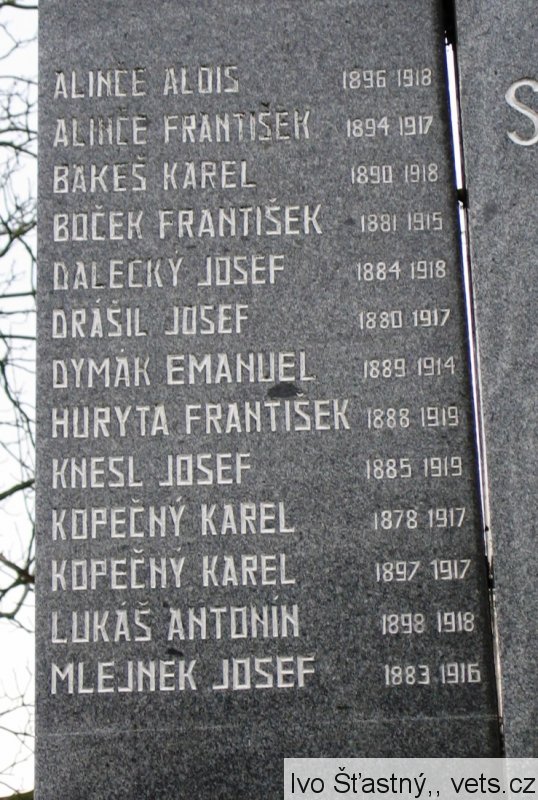 ALINČE ALOIS 1896 1918
ALINČE FRANTIŠEK 1894 1917
BAKEŠ KAREL 1890 1918
BOČEK FRANTIŠEK 1881 1915
DALECKÝ JOSEF 1884 1918
DRÁŠIL JOSEF 1880 1917
DYMÁK EMANUEL 1889 1914
HURYTA FRANTIŠEK 1888 1919
KNESL JOSEF 1885 1919
KOPEČNÝ KAREL 1878 1917
KOPEČNÝ KAREL 1897 1917
LUKÁŠ ANTONÍN 1898 1918
MLEJNEK JOSEF 1883 1916
S
Ivo Šťastný,, vets.cz